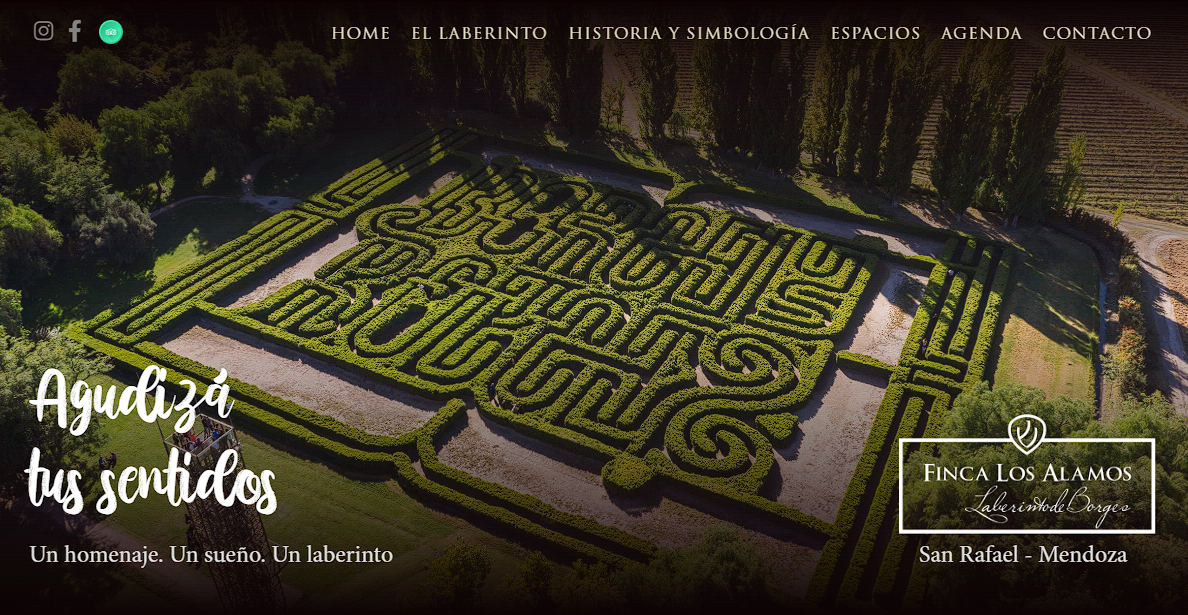 HOME EL LABERINTO HISTORIA Y SIMBOLOGÍA ESPACIOS AGENDA CONTACTO
Agudizá
tus sentidos
Un homenaje. Un sueño. Un laberinto
FINCA LOS ALAMOS
Laberinto de Borges
San Rafael - Mendoza